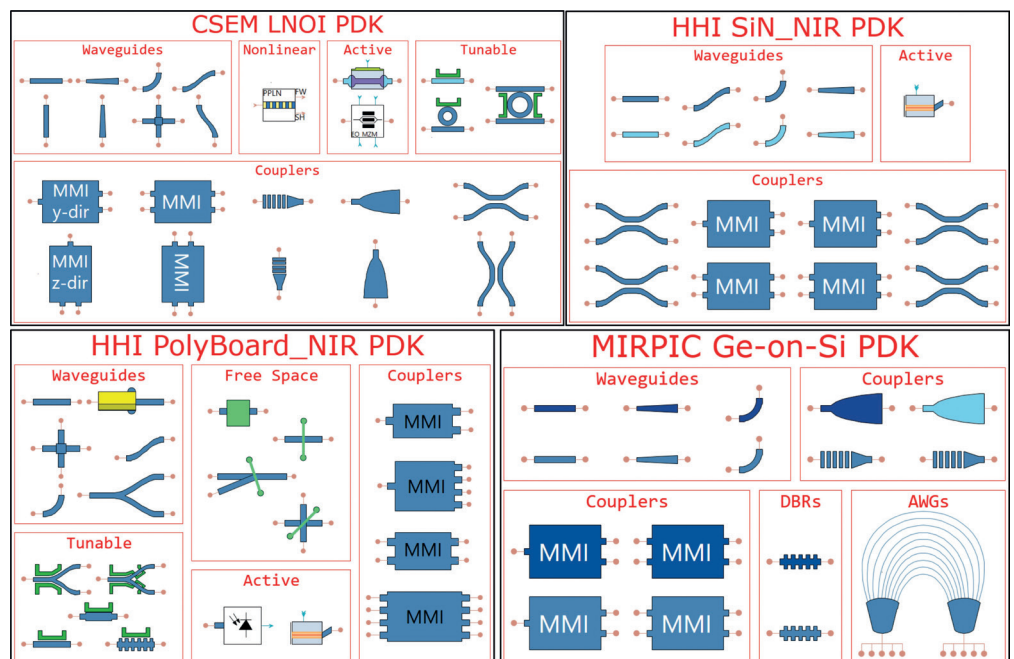 CSEM LNOI PDK
Waveguides
Nonlinear
PPLN
FW
SH
Active
EO MZM
Tunable
Couplers
MMI
y-dir
MMI
MMI
z-dir
MMI
HHI SiN_NIR PDK
Waveguides
Active
Couplers
MMI
MMI
MMI
MMI
HHI PolyBoard_NIR PDK
Waveguides
Free Space
Couplers
MMI
MMI
MMI
MMI
Tunable
Active
MIRPIC Ge-on-Si PDK
Waveguides
Couplers
Couplers
MMI
MMI
MMI
MMI
DBRs
AWGs